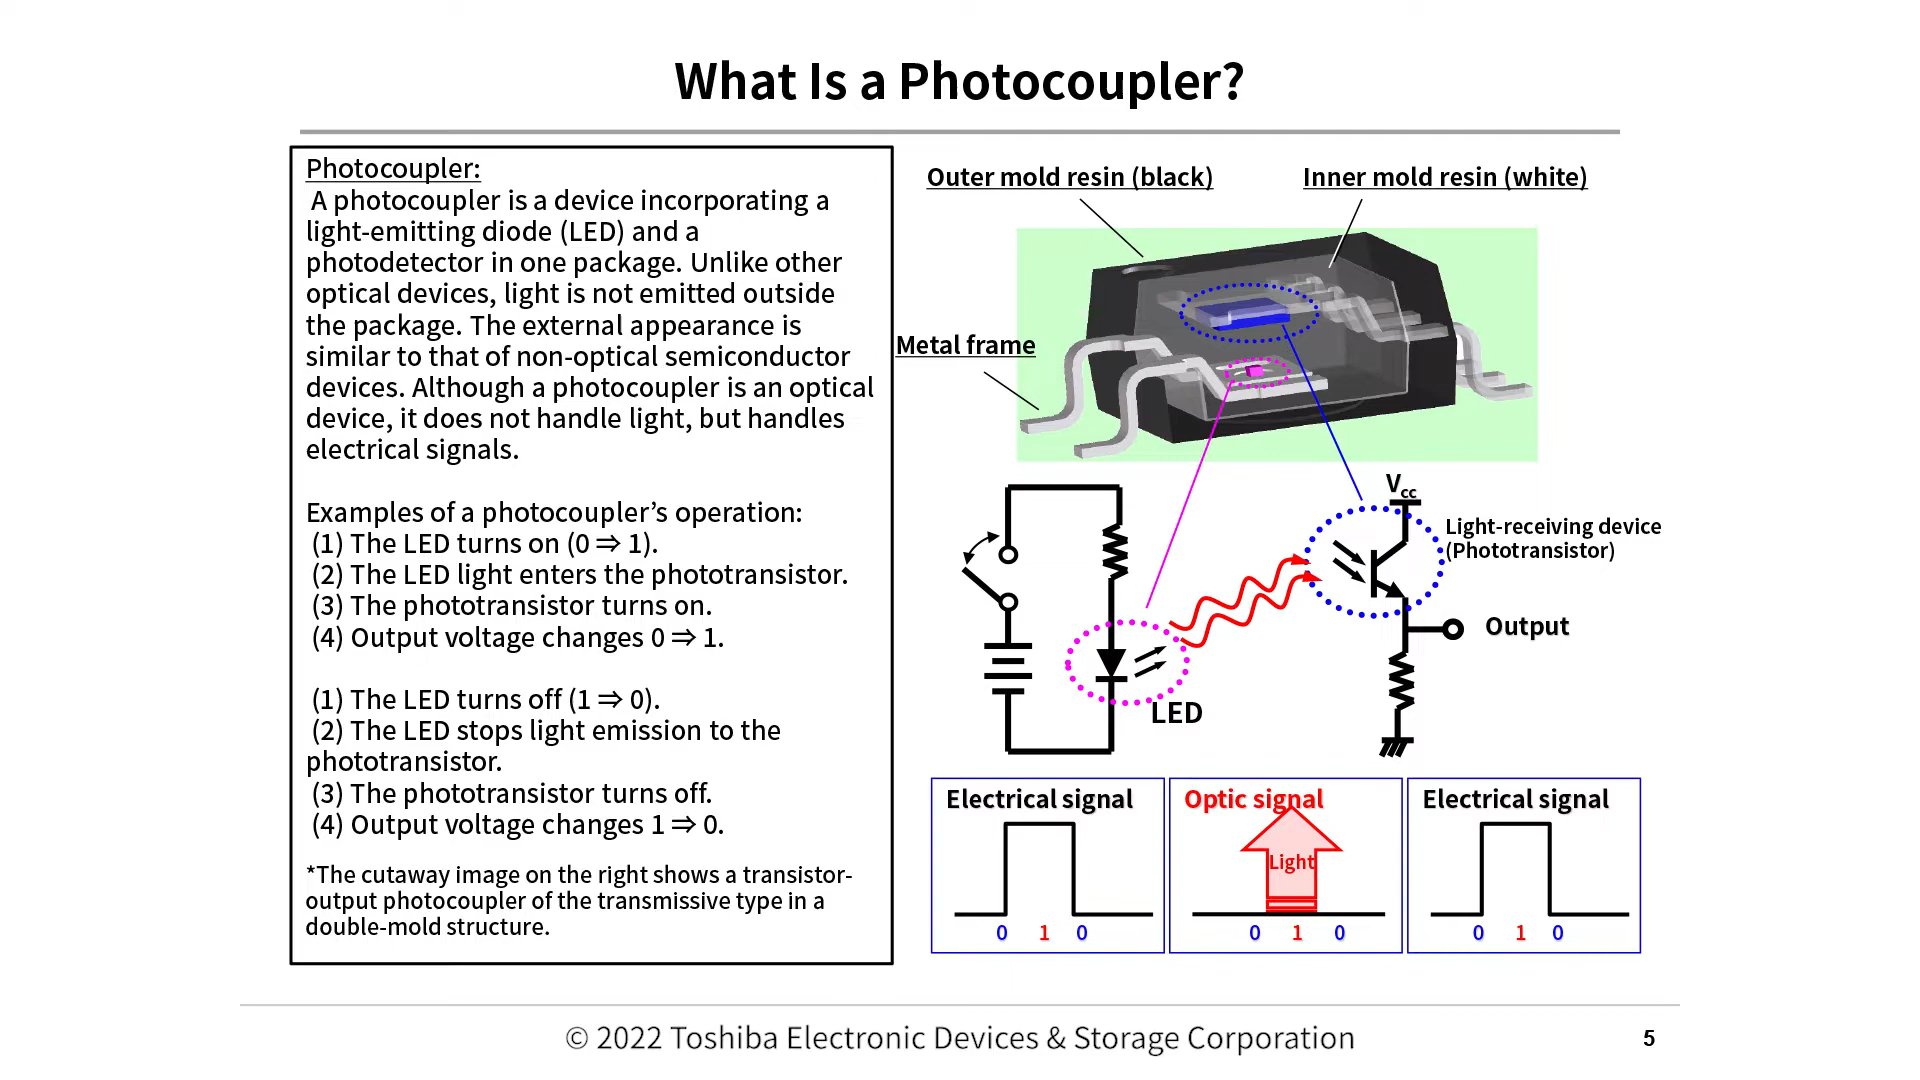 What Is a Photocoupler?
Photocoupler:
A photocoupler is a device incorporating a
light-emitting diode (LED) and a
photodetector in one package. Unlike other
optical devices, light is not emitted outside
the package. The external appearance is
similar to that of non-optical semiconductor
devices. Although a photocoupler is an optical
device, it does not handle light, but handles
electrical signals.
Examples of a photocoupler’s operation:
(1) The LED turns on (0 ⇒ 1).
(2) The LED light enters the phototransistor.
(3) The phototransistor turns on.
(4) Output voltage changes 0 ⇒ 1.
(1) The LED turns off (1 ⇒ 0).
(2) The LED stops light emission to the
phototransistor.
(3) The phototransistor turns off.
(4) Output voltage changes 1 ⇒ 0.
*The cutaway image on the right shows a transistor-
output photocoupler of the transmissive type in a
double-mold structure.
Outer mold resin (black)
Inner mold resin (white)
Metal frame
Vcc
Light-receiving device
(Phototransistor)
Output
LED
Electrical signal
0 1 0
Optic signal
Light
0 1 0
Electrical signal
0 1 0
© 2022 Toshiba Electronic Devices & Storage Corporation
5